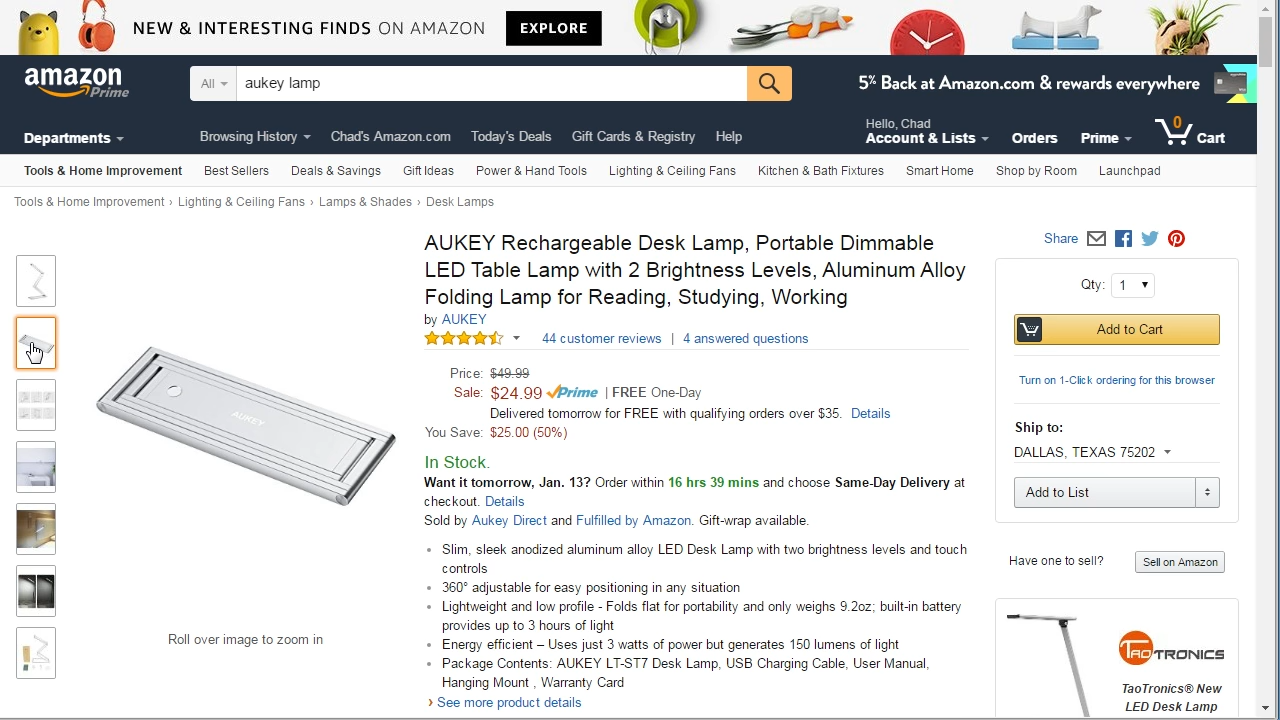 NEW & INTERESTING FINDS ON AMAZON EXPLORE
amazon Prime
All
aukey lamp
5% Back at Amazon.com & rewards everywhere
Departments
Browsing History
Chad's Amazon.com
Today's Deals
Gift Cards & Registry
Help
Hello, Chad
Account & Lists
Orders
Prime
0
Cart
Tools & Home Improvement
Best Sellers
Deals & Savings
Gift Ideas
Power & Hand Tools
Lighting & Ceiling Fans
Kitchen & Bath Fixtures
Smart Home
Shop by Room
Launchpad
Tools & Home Improvement › Lighting & Ceiling Fans › Lamps & Shades › Desk Lamps
AUKEY
Roll over image to zoom in
AUKEY Rechargeable Desk Lamp, Portable Dimmable
LED Table Lamp with 2 Brightness Levels, Aluminum Alloy
Folding Lamp for Reading, Studying, Working
by AUKEY
44 customer reviews | 4 answered questions
Price: $49.99
Sale: $24.99 Prime | FREE One-Day
Delivered tomorrow for FREE with qualifying orders over $35. Details
You Save: $25.00 (50%)
In Stock.
Want it tomorrow, Jan. 13? Order within 16 hrs 39 mins and choose Same-Day Delivery at
checkout. Details
Sold by Aukey Direct and Fulfilled by Amazon. Gift-wrap available.
• Slim, sleek anodized aluminum alloy LED Desk Lamp with two brightness levels and touch
controls
• 360° adjustable for easy positioning in any situation
• Lightweight and low profile - Folds flat for portability and only weighs 9.2oz; built-in battery
provides up to 3 hours of light
• Energy efficient – Uses just 3 watts of power but generates 150 lumens of light
• Package Contents: AUKEY LT-ST7 Desk Lamp, USB Charging Cable, User Manual,
Hanging Mount , Warranty Card
› See more product details
Share
Qty: 1
Add to Cart
Turn on 1-Click ordering for this browser
Ship to:
DALLAS, TEXAS 75202
Add to List
Have one to sell?
Sell on Amazon
TAOTRONICS
TaoTronics® New
LED Desk Lamp